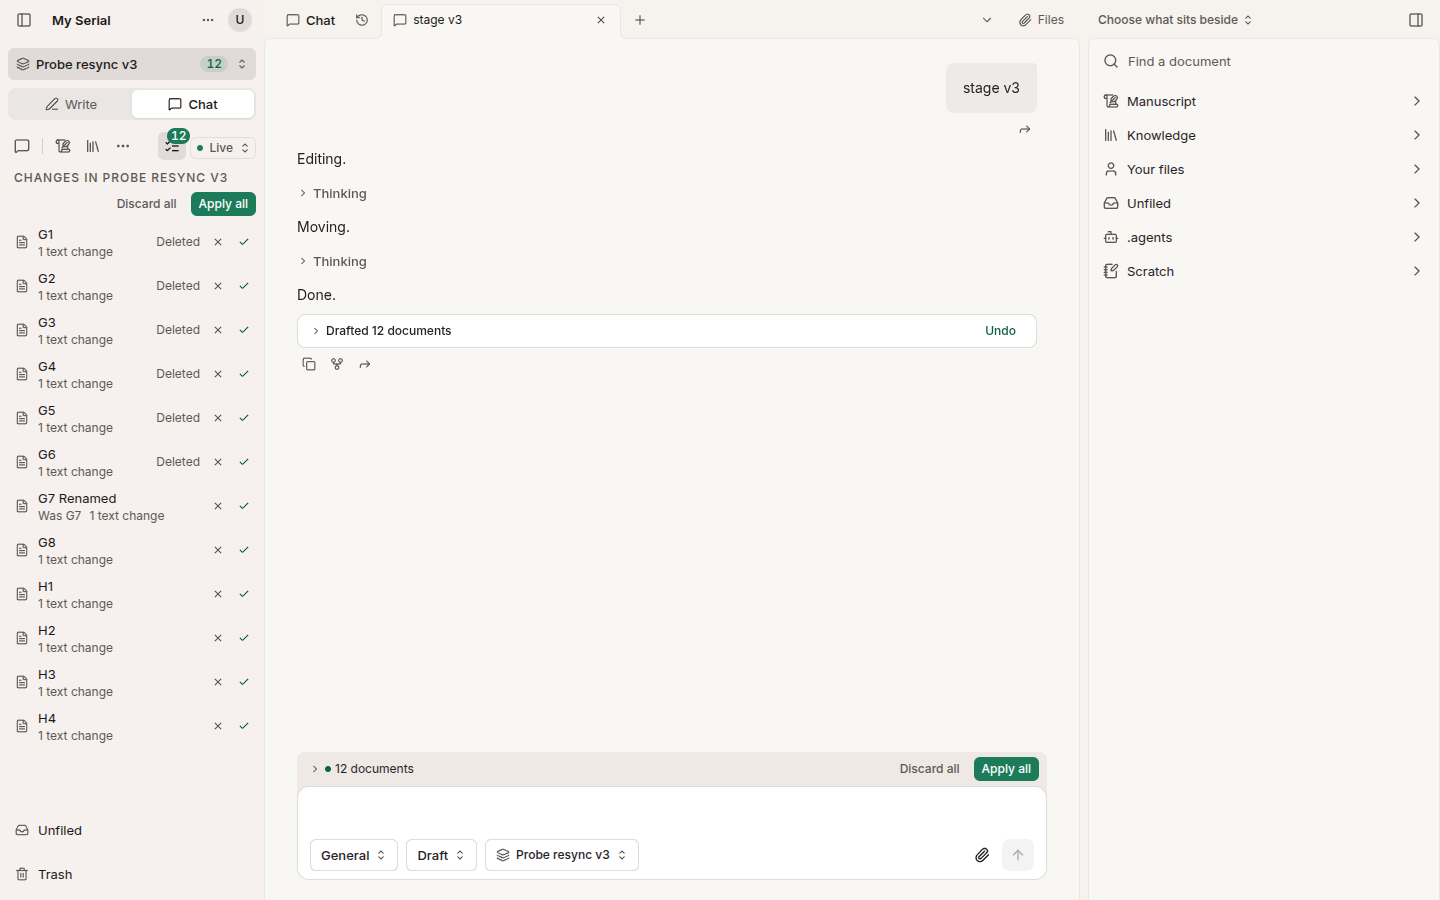 My Serial
U
Probe resync v3
12
Write
Chat
12
Live
CHANGES IN PROBE RESYNC V3
Discard all
Apply all
G1
1 text change
Deleted
G2
1 text change
Deleted
G3
1 text change
Deleted
G4
1 text change
Deleted
G5
1 text change
Deleted
G6
1 text change
Deleted
G7 Renamed
Was G7 1 text change
G8
1 text change
H1
1 text change
H2
1 text change
H3
1 text change
H4
1 text change
Unfiled
Trash
Chat
stage v3
Files
stage v3
Editing.
Thinking
Moving.
Thinking
Done.
Drafted 12 documents
Undo
12 documents
Discard all
Apply all
General
Draft
Probe resync v3
Choose what sits beside
Find a document
Manuscript
Knowledge
Your files
Unfiled
.agents
Scratch